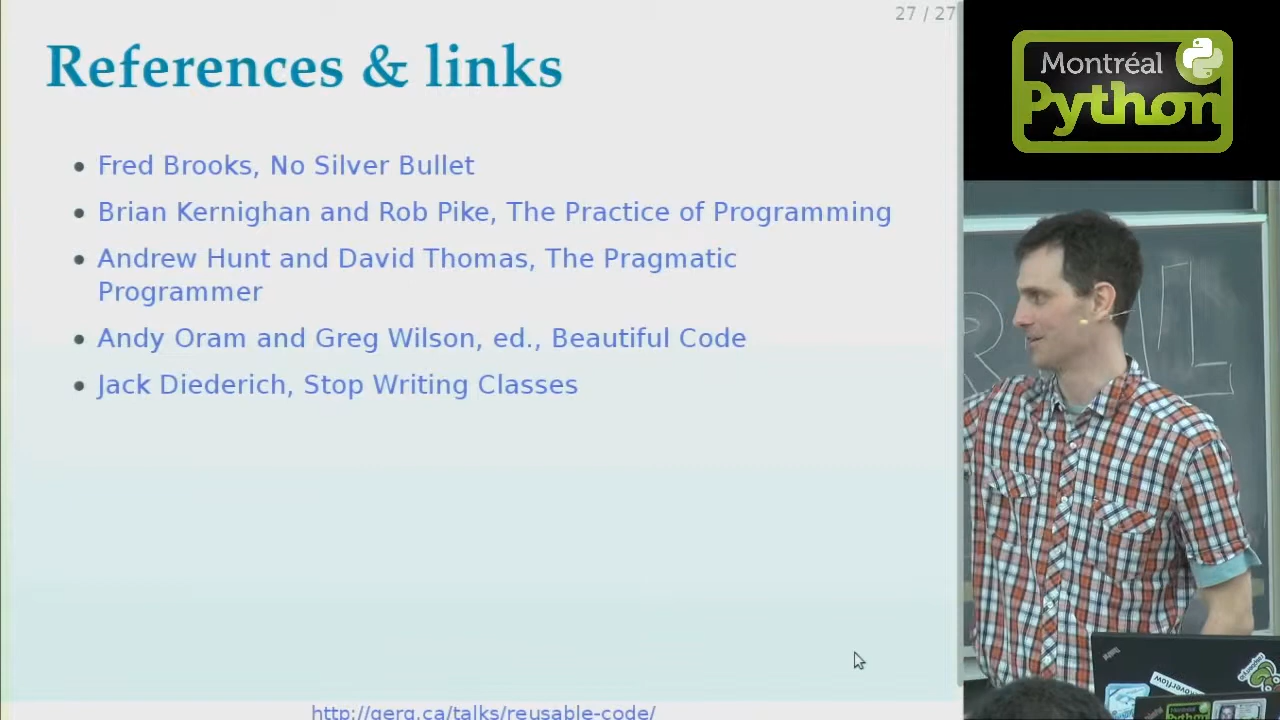 27 / 27
References & links
Fred Brooks, No Silver Bullet
Brian Kernighan and Rob Pike, The Practice of Programming
Andrew Hunt and David Thomas, The Pragmatic
Programmer
Andy Oram and Greg Wilson, ed., Beautiful Code
Jack Diederich, Stop Writing Classes
http://gerg.ca/talks/reusable-code/
Montréal
Python
Montréal
Python